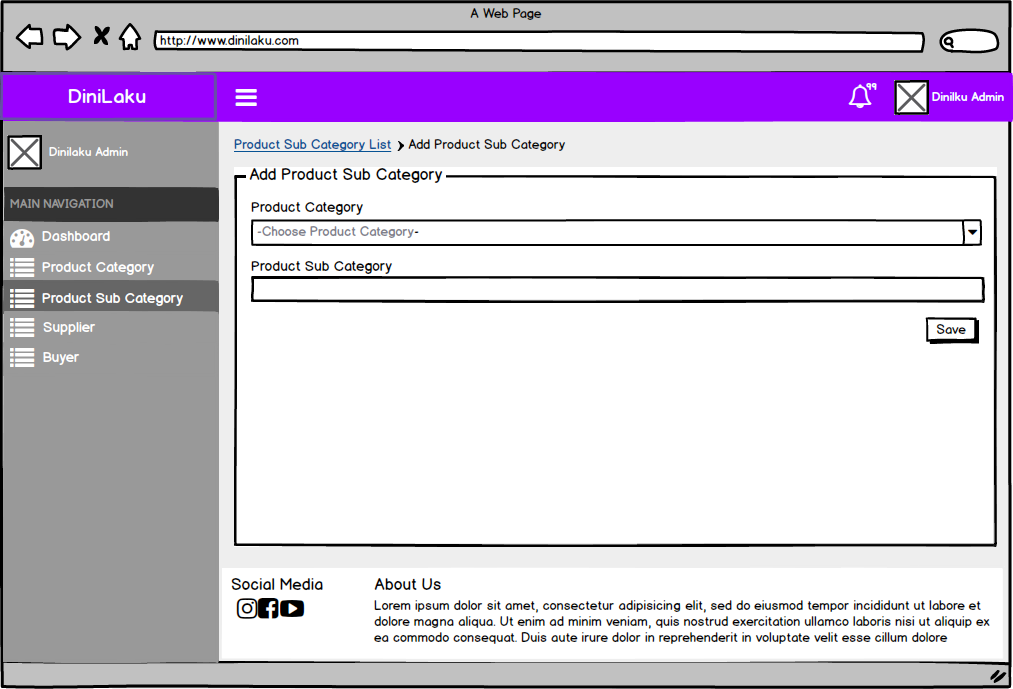 A Web Page
http://www.dinilaku.com
DiniLaku
99
Dinilku Admin
Dinilaku Admin
MAIN NAVIGATION
Dashboard
Product Category
Product Sub Category
Supplier
Buyer
Product Sub Category List Add Product Sub Category
Add Product Sub Category
Product Category
-Choose Product Category-
Product Sub Category
Save
Social Media
About Us
Lorem ipsum dolor sit amet, consectetur adipisicing elit, sed do eiusmod tempor incididunt ut labore et
dolore magna aliqua. Ut enim ad minim veniam, quis nostrud exercitation ullamco laboris nisi ut aliquip ex
ea commodo consequat. Duis aute irure dolor in reprehenderit in voluptate velit esse cillum dolore